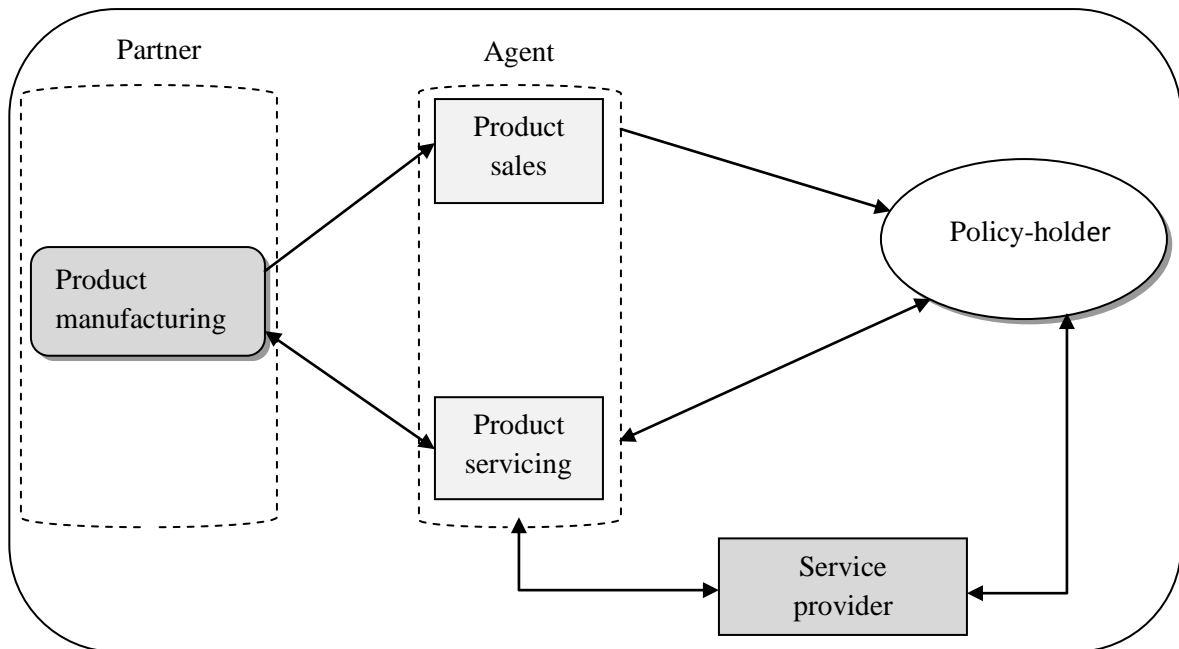 Partner
Agent
Product
sales
Policy-holder
Product
manufacturing
Product
servicing
Service
provider